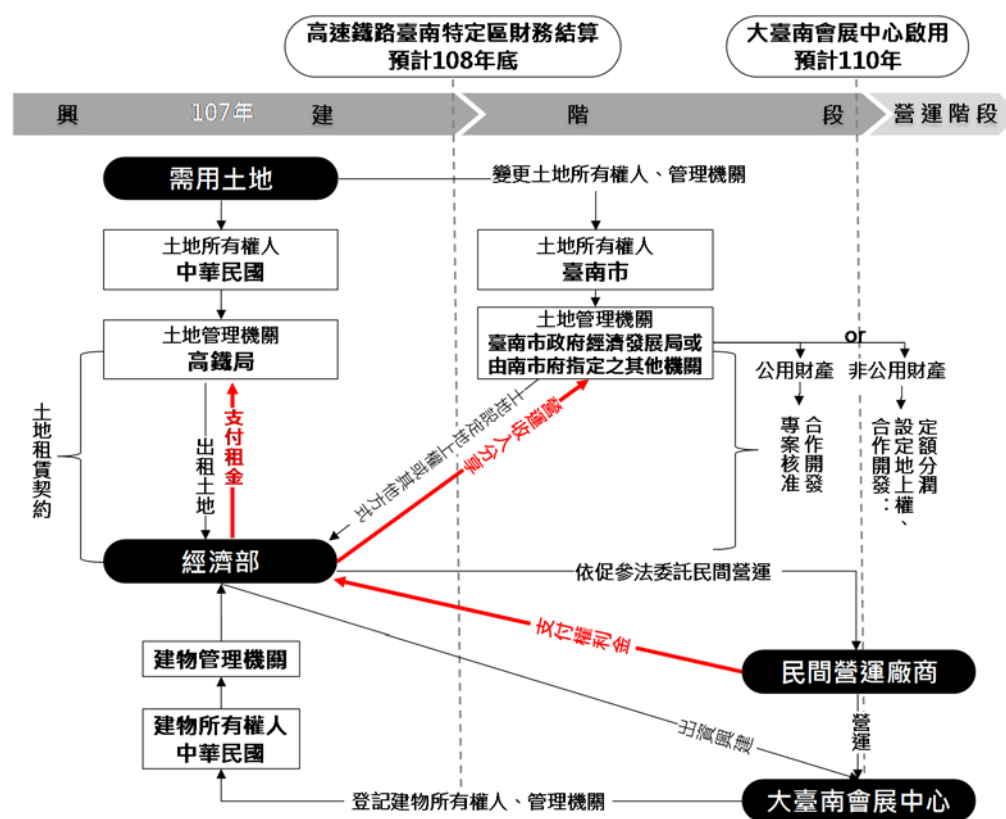 高速鐵路臺南特定區財務結算
預計108年底
大臺南會展中心啟用
預計110年
興 107年 建 階 段 營運階段
需用土地
變更土地所有權人、管理機關
土地所有權人
中華民國
土地所有權人
臺南市
土地管理機關
高鐵局
土地管理機關
臺南市政府經濟發展局或
由南市府指定之其他機關
or
公用財產
非公用財產
合作開發
專案核准
定額分潤
設定地上權、
合作開發：
土地租賃契約
出租土地
支付租金
土地設定地上權或其他方式
營運收入分享
經濟部
依促參法委託民間營運
支付權利金
建物管理機關
民間營運廠商
建物所有權人
中華民國
出資興建
營運
登記建物所有權人、管理機關
大臺南會展中心